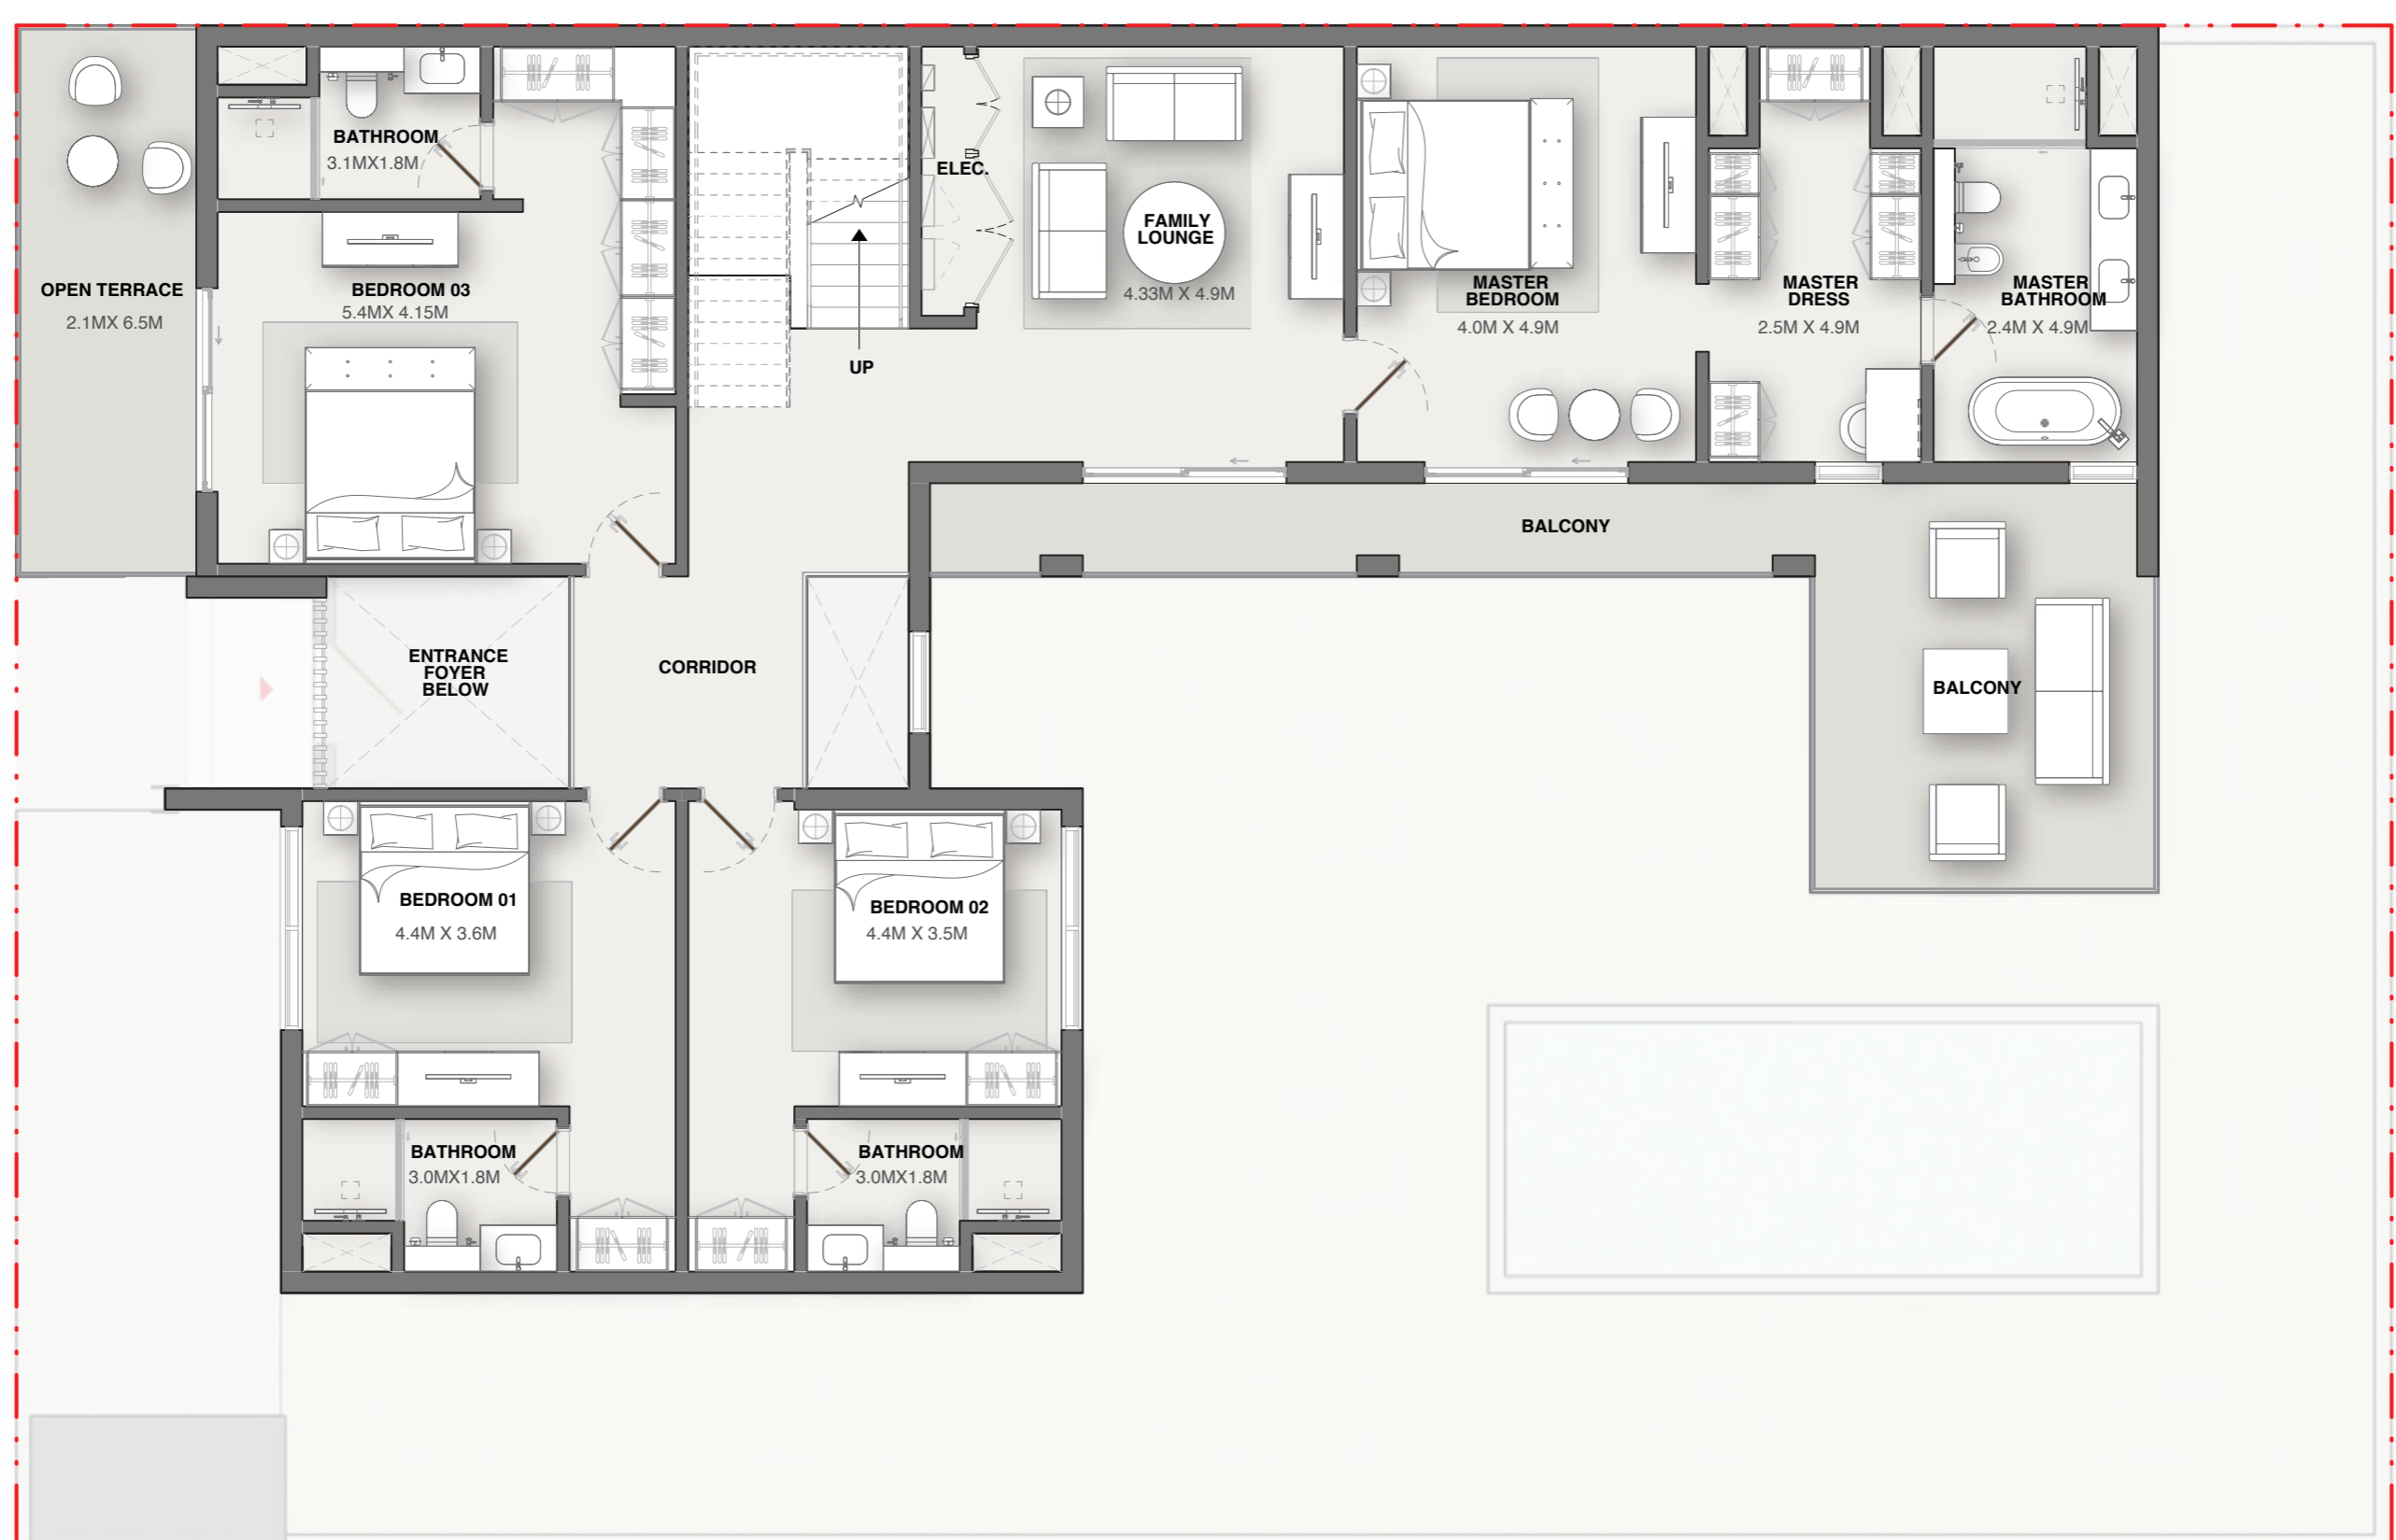 BATHROOM
3.1MX1.8M
ELEC.
FAMILY
LOUNGE
4.33M X 4.9M
OPEN TERRACE
2.1MX 6.5M
BEDROOM 03
5.4MX 4.15M
UP
MASTER
BEDROOM
4.0M X 4.9M
MASTER
DRESS
2.5M X 4.9M
MASTER
BATHROOM
2.4M X 4.9M
BALCONY
ENTRANCE
FOYER
BELOW
CORRIDOR
BALCONY
BEDROOM 01
4.4M X 3.6M
BEDROOM 02
4.4M X 3.5M
BATHROOM
3.0MX1.8M
BATHROOM
3.0MX1.8M